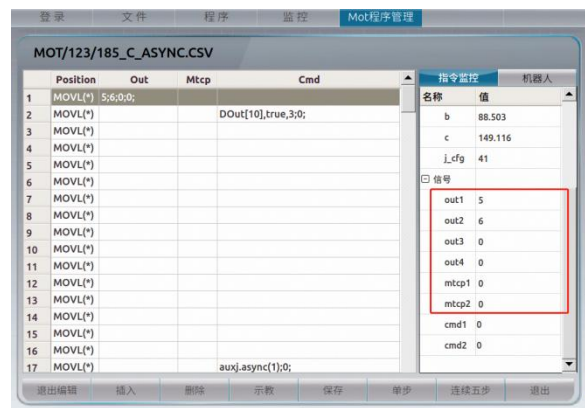 登录 文件 程序 监控 Mot程序管理
MOT/123/185_C_ASYNC.CSV
Position Out Mtcp Cmd
1 MOVL(*) 5;6;0;0;
2 MOVL(*) DOut[10],true,3;0;
3 MOVL(*)
4 MOVL(*)
5 MOVL(*)
6 MOVL(*)
7 MOVL(*)
8 MOVL(*)
9 MOVL(*)
10 MOVL(*)
11 MOVL(*)
12 MOVL(*)
13 MOVL(*)
14 MOVL(*)
15 MOVL(*)
16 MOVL(*)
17 MOVL(*) auxj.async(1);0;
指令监控 机器人
名称 值
b 88.503
c 149.116
j_cfg 41
信号
out1 5
out2 6
out3 0
out4 0
mtcp1 0
mtcp2 0
cmd1 0
cmd2 0
退出编辑 插入 删除 示教 保存 单步 连续五步 退出